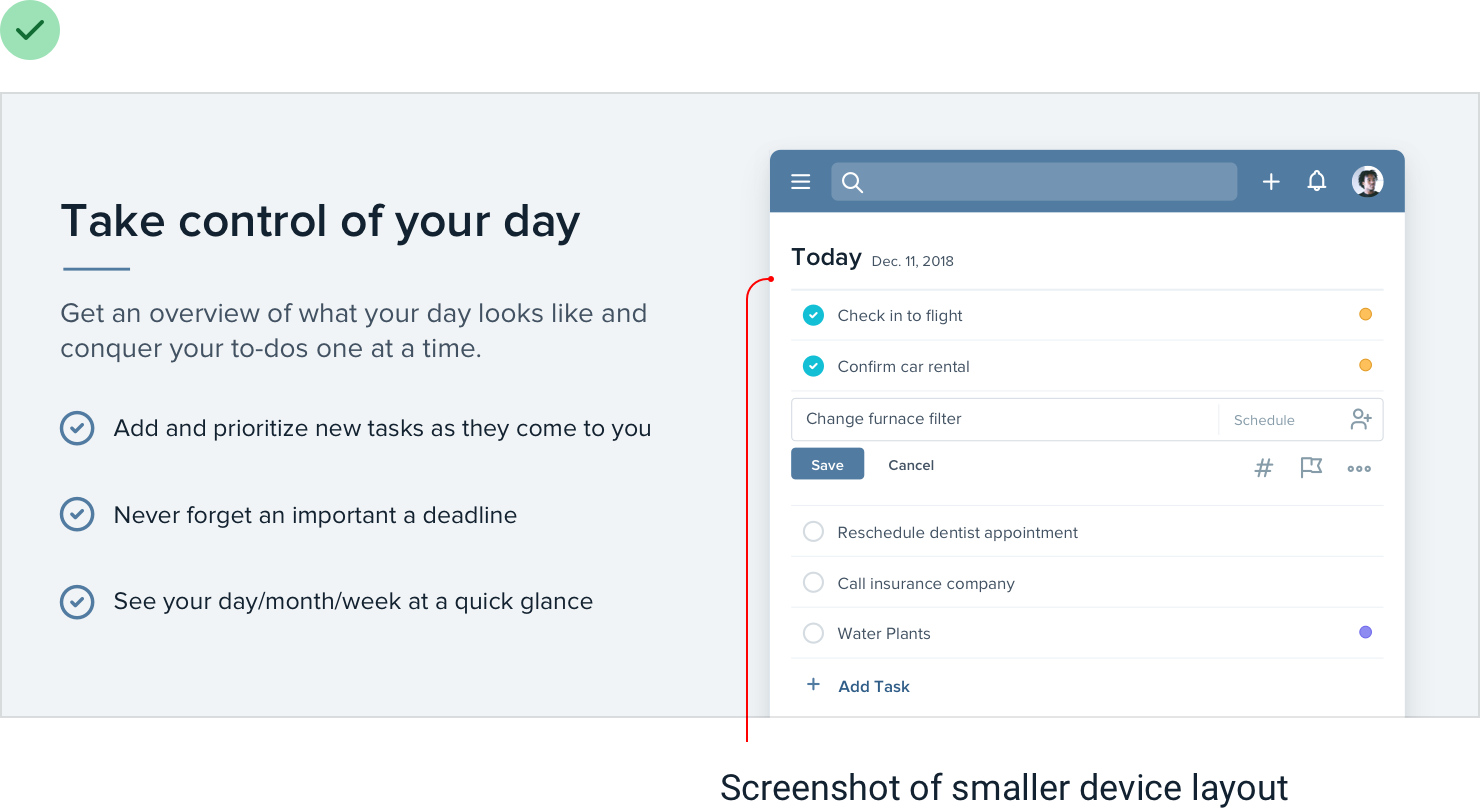 Take control of your day
Get an overview of what your day looks like and
conquer your to-dos one at a time.
Add and prioritize new tasks as they come to you
Never forget an important a deadline
See your day/month/week at a quick glance
Today Dec. 11, 2018
Check in to flight
Confirm car rental
Change furnace filter Schedule
Save Cancel
Reschedule dentist appointment
Call insurance company
Water Plants
+ Add Task
Screenshot of smaller device layout